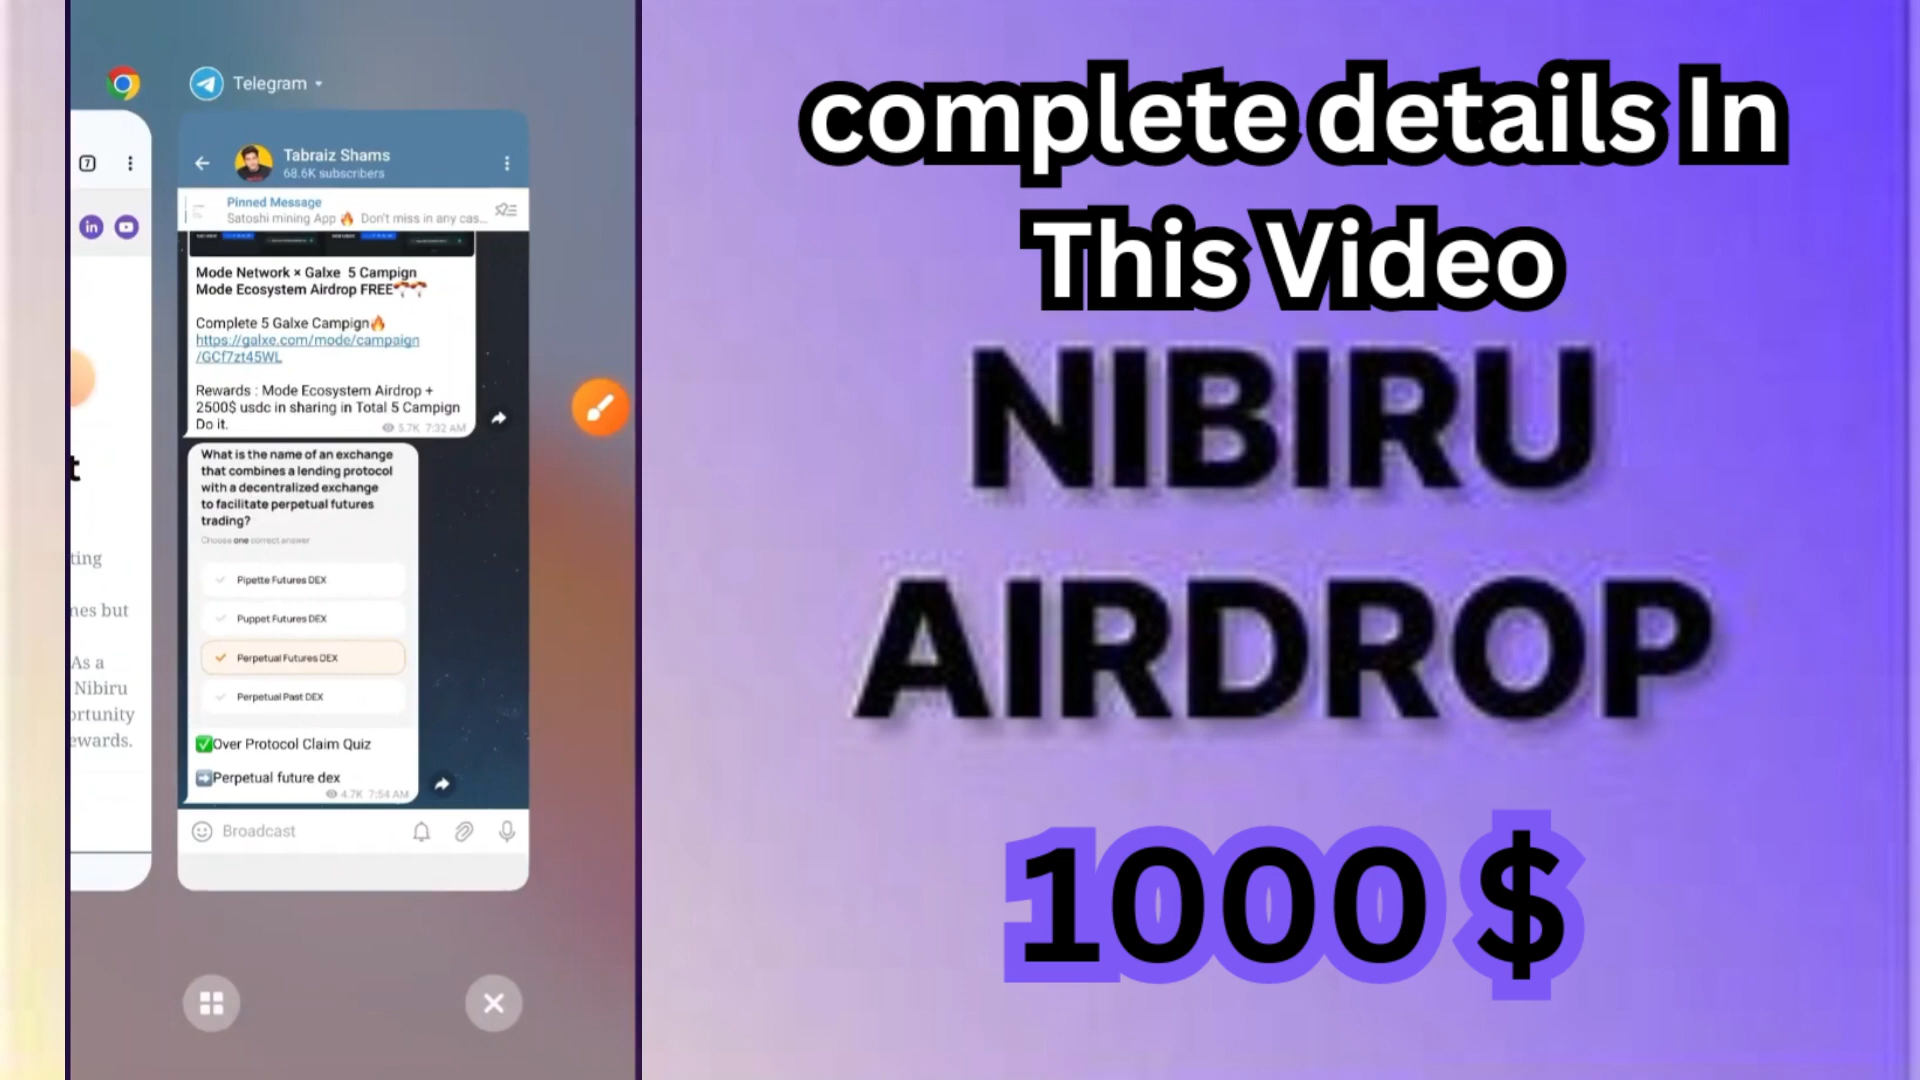 Telegram
7
in
t
ting
nes but
As a
Nibiru
ortunity
ewards.
Tabraiz Shams
68.6K subscribers
Pinned Message
Satoshi mining App 🔥 Don't miss in any cas...
Mode Network × Galxe 5 Campign
Mode Ecosystem Airdrop FREE🪂🪂
Complete 5 Galxe Campign🔥
https://galxe.com/mode/campaign
/GCf7zt45WL
Rewards : Mode Ecosystem Airdrop +
2500$ usdc in sharing in Total 5 Campign
Do it.
5.7K 7:32 AM
What is the name of an exchange
that combines a lending protocol
with a decentralized exchange
to facilitate perpetual futures
trading?
Choose one correct answer
Pipette Futures DEX
Puppet Futures DEX
Perpetual Futures DEX
Perpetual Past DEX
✅Over Protocol Claim Quiz
➡️Perpetual future dex
4.7K 7:54 AM
Broadcast
complete details In
This Video
NIBIRU
AIRDROP
1000 $